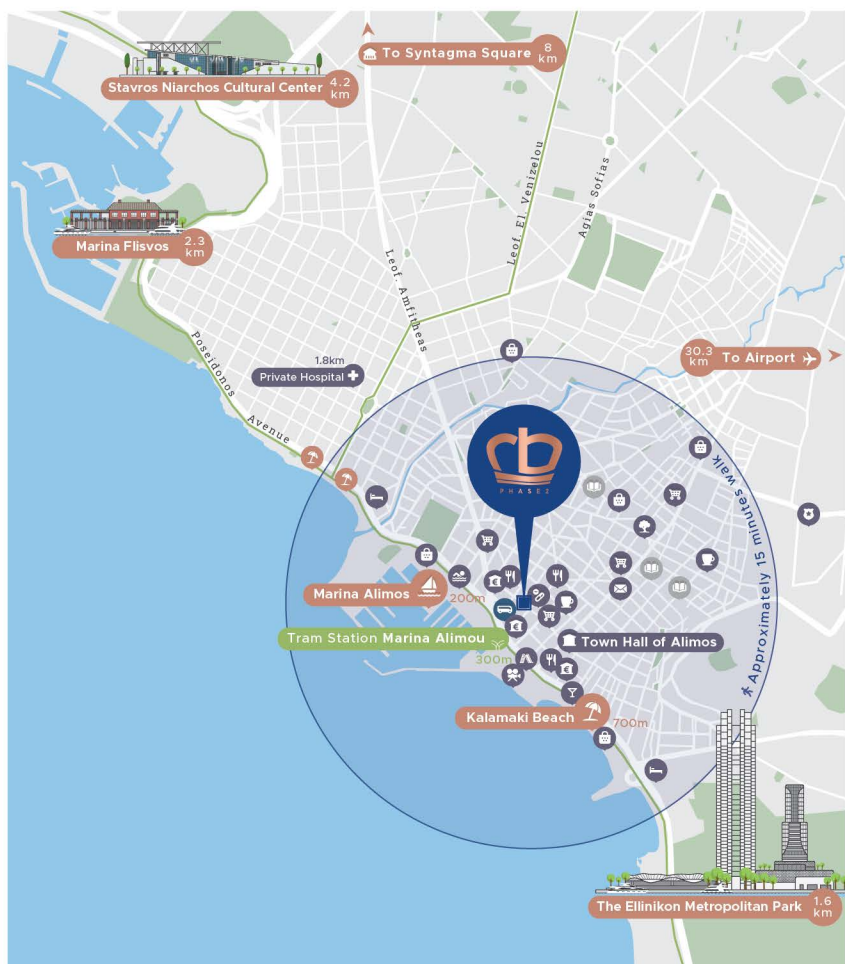 To Syntagma Square 8 km
Stavros Niarchos Cultural Center 4.2 km
Leof. El. Venizelou
Agias Sofias
Marina Flisvos 2.3 km
Leof. Amfitheas
Poseidonos Avenue
1.8km
Private Hospital
30.3 km To Airport
PHASE2
Approximately 15 minutes walk
Marina Alimos
200m
Tram Station Marina Alimou
300m
Town Hall of Alimos
Kalamaki Beach
700m
The Ellinikon Metropolitan Park 1.6 km